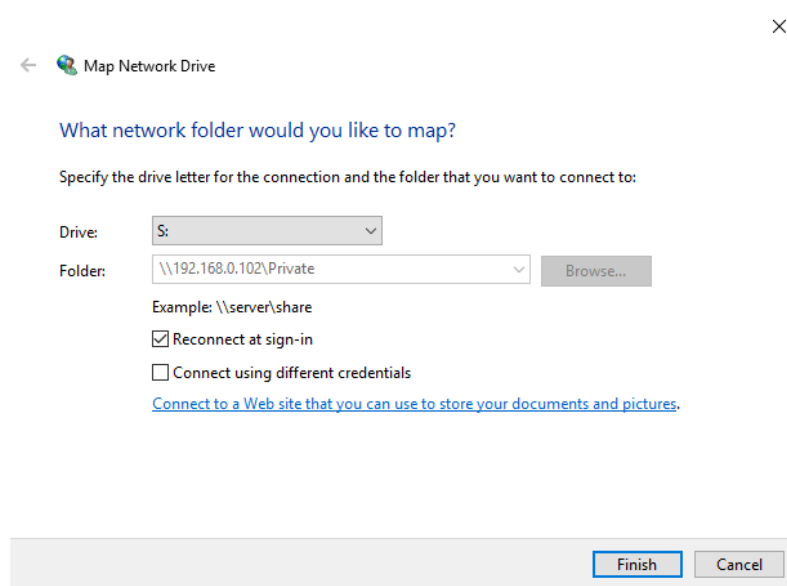 Map Network Drive
What network folder would you like to map?
Specify the drive letter for the connection and the folder that you want to connect to:
Drive: S:
Folder: \\192.168.0.102\Private Browse...
Example: \\server\share
Reconnect at sign-in
Connect using different credentials
Connect to a Web site that you can use to store your documents and pictures.
Finish Cancel